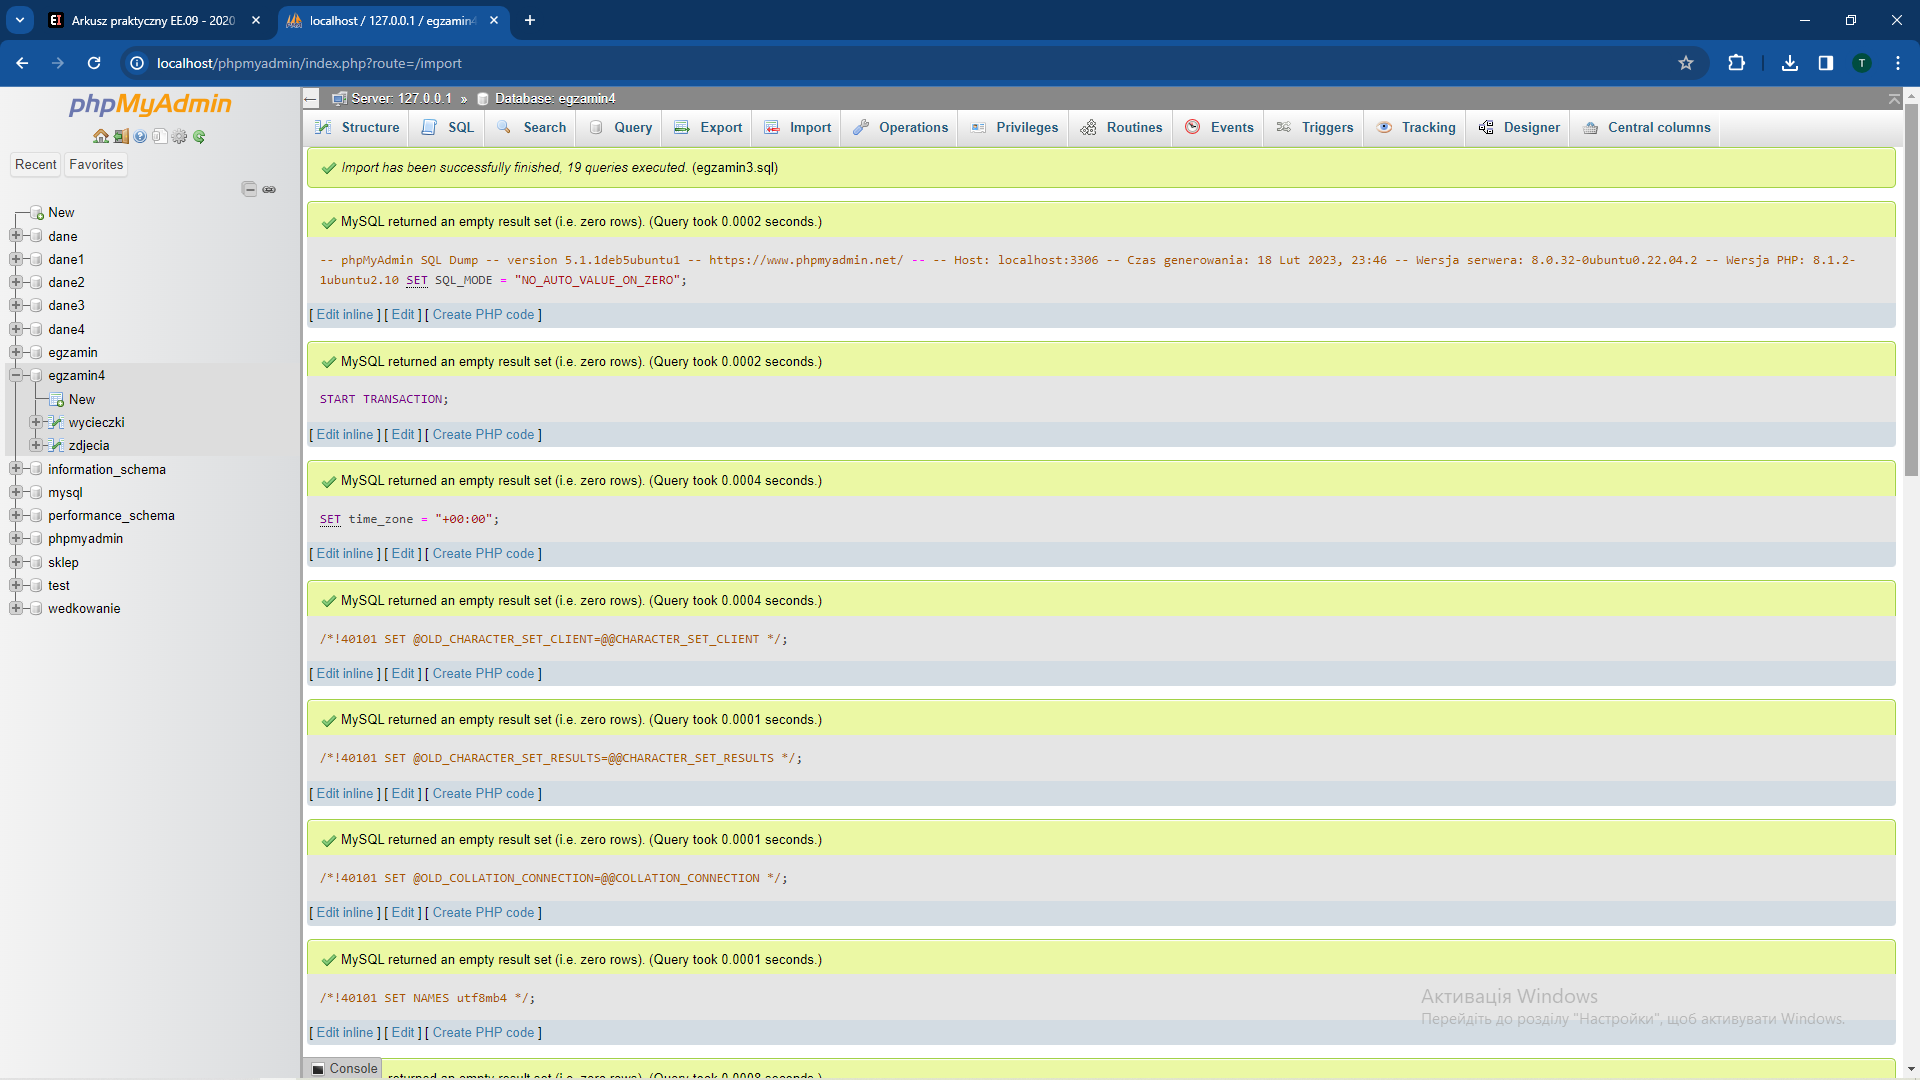 Arkusz praktyczny EE.09 - 2020
localhost / 127.0.0.1 / egzamin4
localhost/phpmyadmin/index.php?route=/import
T
phpMyAdmin
Recent
Favorites
New
dane
dane1
dane2
dane3
dane4
egzamin
egzamin4
New
wycieczki
zdjecia
information_schema
mysql
performance_schema
phpmyadmin
sklep
test
wedkowanie
Server: 127.0.0.1 » Database: egzamin4
Structure SQL Search Query Export Import Operations Privileges Routines Events Triggers Tracking Designer Central columns
Import has been successfully finished, 19 queries executed. (egzamin3.sql)
MySQL returned an empty result set (i.e. zero rows). (Query took 0.0002 seconds.)
-- phpMyAdmin SQL Dump -- version 5.1.1deb5ubuntu1 -- https://www.phpmyadmin.net/ -- -- Host: localhost:3306 -- Czas generowania: 18 Lut 2023, 23:46 -- Wersja serwera: 8.0.32-0ubuntu0.22.04.2 -- Wersja PHP: 8.1.2-
1ubuntu2.10 SET SQL_MODE = "NO_AUTO_VALUE_ON_ZERO";
[ Edit inline ] [ Edit ] [ Create PHP code ]
MySQL returned an empty result set (i.e. zero rows). (Query took 0.0002 seconds.)
START TRANSACTION;
[ Edit inline ] [ Edit ] [ Create PHP code ]
MySQL returned an empty result set (i.e. zero rows). (Query took 0.0004 seconds.)
SET time_zone = "+00:00";
[ Edit inline ] [ Edit ] [ Create PHP code ]
MySQL returned an empty result set (i.e. zero rows). (Query took 0.0004 seconds.)
/*!40101 SET @OLD_CHARACTER_SET_CLIENT=@@CHARACTER_SET_CLIENT */;
[ Edit inline ] [ Edit ] [ Create PHP code ]
MySQL returned an empty result set (i.e. zero rows). (Query took 0.0001 seconds.)
/*!40101 SET @OLD_CHARACTER_SET_RESULTS=@@CHARACTER_SET_RESULTS */;
[ Edit inline ] [ Edit ] [ Create PHP code ]
MySQL returned an empty result set (i.e. zero rows). (Query took 0.0001 seconds.)
/*!40101 SET @OLD_COLLATION_CONNECTION=@@COLLATION_CONNECTION */;
[ Edit inline ] [ Edit ] [ Create PHP code ]
MySQL returned an empty result set (i.e. zero rows). (Query took 0.0001 seconds.)
/*!40101 SET NAMES utf8mb4 */;
[ Edit inline ] [ Edit ] [ Create PHP code ]
Активація Windows
Перейдіть до розділу "Настройки", щоб активувати Windows.
Console
returned an empty result set (i.e. zero rows). (Query took 0.0008 seconds.)